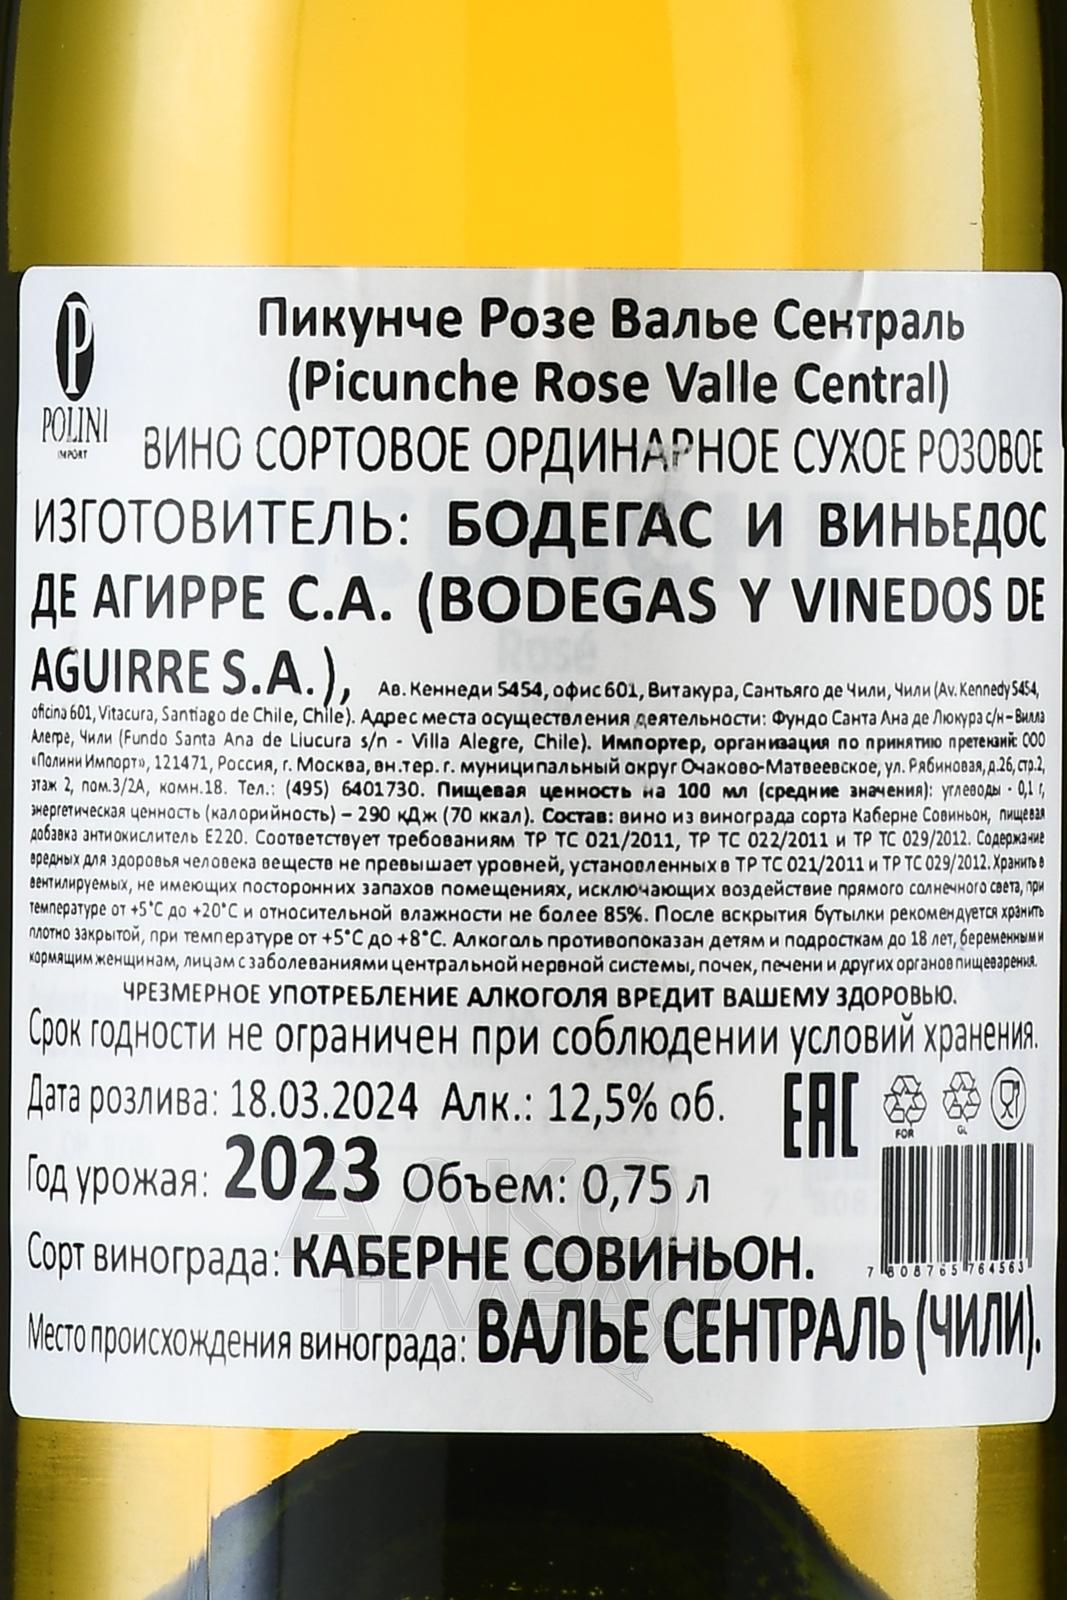 Пикунче Розе Валье Сентраль
(Picunche Rose Valle Central)
POLINI
IMPORT
ВИНО СОРТОВОЕ ОРДИНАРНОЕ СУХОЕ РОЗОВОЕ
ИЗГОТОВИТЕЛЬ: БОДЕГАС И ВИНЬЕДОС
ДЕ АГИРРЕ С.А. (BODEGAS Y VINEDOS DE
AGUIRRE S.A.), Ав. Кеннеди 5454, офис 601, Витакура, Сантьяго де Чили, Чили (Av. Kennedy 5454,
oficina 601, Vitacura, Santiago de Chile, Chile). Адрес места осуществления деятельности: Фундо Санта Ана де Люкура с/н – Вилла
Алегре, Чили (Fundo Santa Ana de Liucura s/n - Villa Alegre, Chile). Импортер, организация по принятию претензий: ООО
«Полини Импорт», 121471, Россия, г. Москва, вн.тер. г. муниципальный округ Очаково-Матвеевское, ул. Рябиновая, д.26, стр.2,
этаж 2, пом.3/2А, комн.18. Тел.: (495) 6401730. Пищевая ценность на 100 мл (средние значения): углеводы - 0,1 г,
энергетическая ценность (калорийность) – 290 кДж (70 ккал). Состав: вино из винограда сорта Каберне Совиньон, пищевая
добавка антиокислитель Е220. Соответствует требованиям ТР ТС 021/2011, ТР ТС 022/2011 и ТР ТС 029/2012. Содержание
вредных для здоровья человека веществ не превышает уровней, установленных в ТР ТС 021/2011 и ТР ТС 029/2012. Хранить в
вентилируемых, не имеющих посторонних запахов помещениях, исключающих воздействие прямого солнечного света, при
температуре от +5°С до +20°С и относительной влажности не более 85%. После вскрытия бутылки рекомендуется хранить
плотно закрытой, при температуре от +5°С до +8°С. Алкоголь противопоказан детям и подросткам до 18 лет, беременным и
кормящим женщинам, лицам с заболеваниями центральной нервной системы, почек, печени и других органов пищеварения.
ЧРЕЗМЕРНОЕ УПОТРЕБЛЕНИЕ АЛКОГОЛЯ ВРЕДИТ ВАШЕМУ ЗДОРОВЬЮ.
Срок годности не ограничен при соблюдении условий хранения.
Дата розлива: 18.03.2024 Алк.: 12,5% об.
EAC
FOR
GL
Год урожая: 2023 Объем: 0,75 л
Сорт винограда: КАБЕРНЕ СОВИНЬОН.
7 808765 764563
Место происхождения винограда: ВАЛЬЕ СЕНТРАЛЬ (ЧИЛИ).